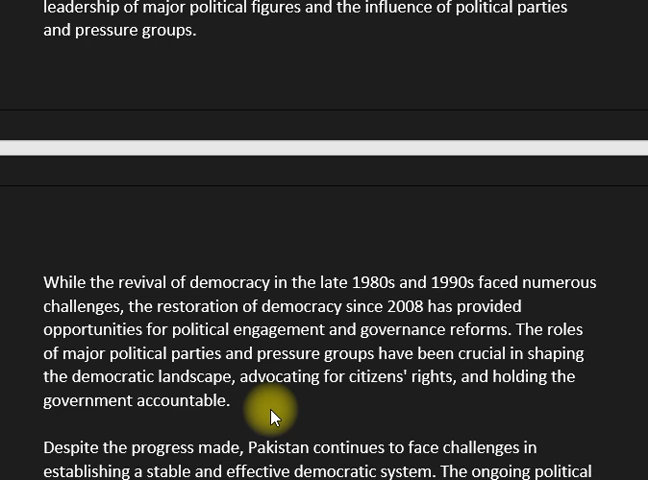 leadership of major political figures and the influence of political parties
and pressure groups.
While the revival of democracy in the late 1980s and 1990s faced numerous
challenges, the restoration of democracy since 2008 has provided
opportunities for political engagement and governance reforms. The roles
of major political parties and pressure groups have been crucial in shaping
the democratic landscape, advocating for citizens' rights, and holding the
government accountable.
Despite the progress made, Pakistan continues to face challenges in
establishing a stable and effective democratic system. The ongoing political